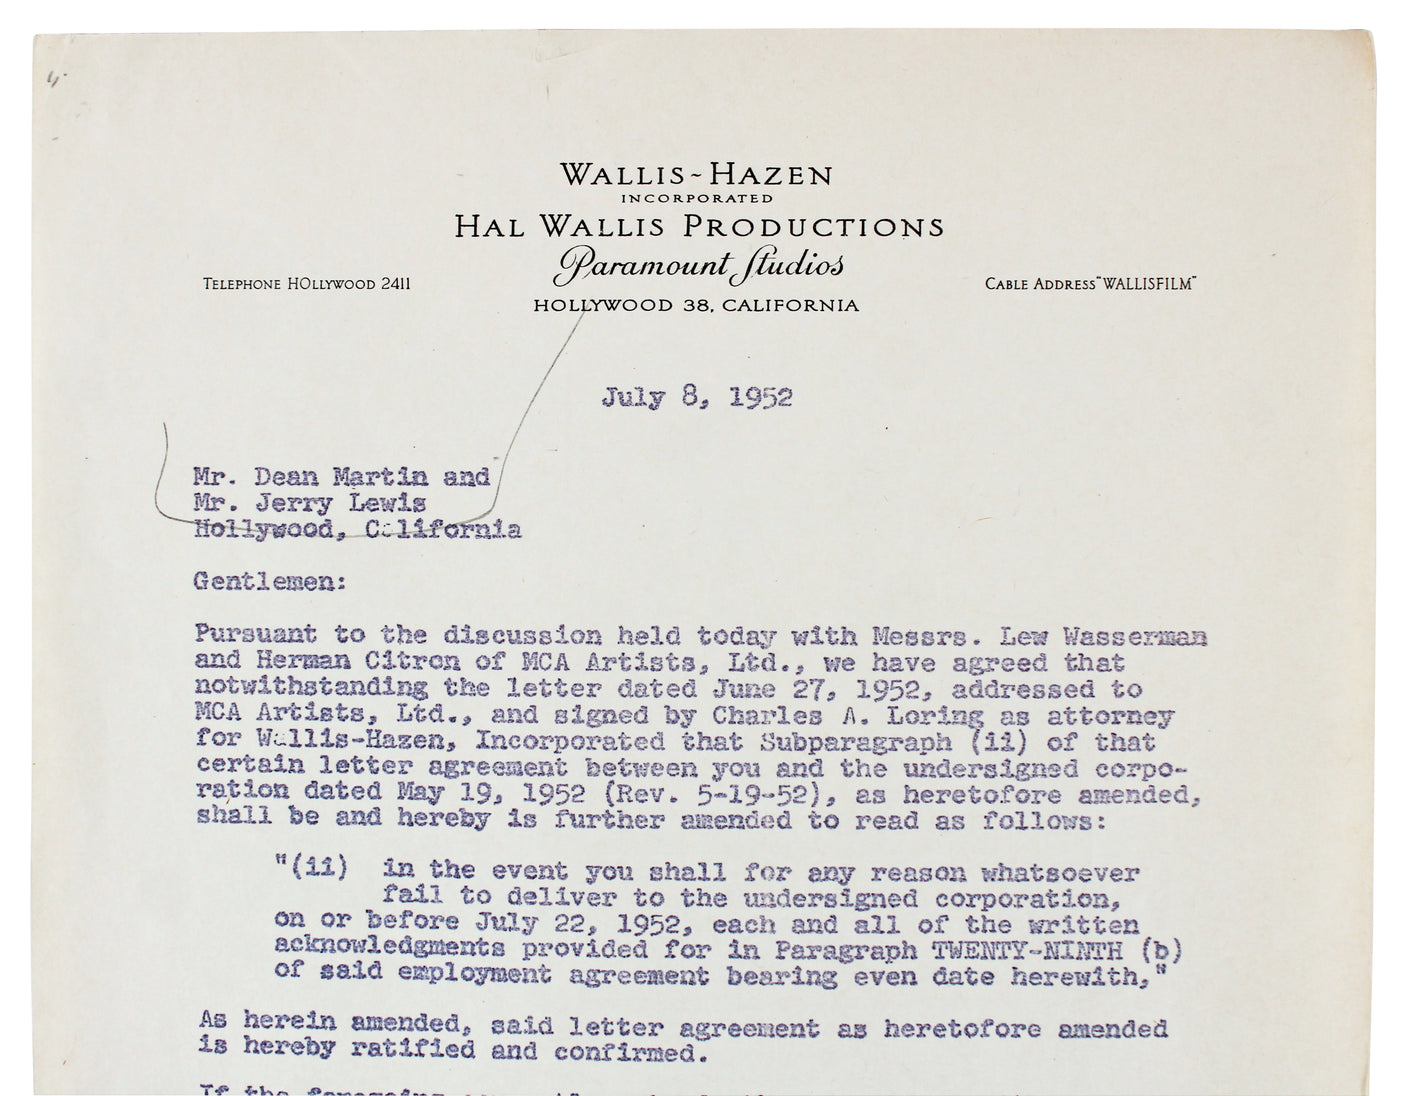 WALLIS~HAZEN
INCORPORATED
HAL WALLIS PRODUCTIONS
Paramount Studios
TELEPHONE HOLLYWOOD 2411
CABLE ADDRESS "WALLISFILM"
HOLLYWOOD 38, CALIFORNIA
July 8, 1952
Mr. Dean Martin and
Mr. Jerry Lewis
Hollywood, California
Gentlemen:
Pursuant to the discussion held today with Messrs. Lew Wasserman
and Herman Citron of MCA Artists, Ltd., we have agreed that
notwithstanding the letter dated June 27, 1952, addressed to
MCA Artists, Ltd., and signed by Charles A. Loring as attorney
for Wallis-Hazen, Incorporated that Subparagraph (ii) of that
certain letter agreement between you and the undersigned corpo-
ration dated May 19, 1952 (Rev. 5-19-52), as heretofore amended,
shall be and hereby is further amended to read as follows:
"(ii) in the event you shall for any reason whatsoever
fail to deliver to the undersigned corporation,
on or before July 22, 1952, each and all of the written
acknowledgments provided for in Paragraph TWENTY-NINTH (b)
of said employment agreement bearing even date herewith,"
As herein amended, said letter agreement as heretofore amended
is hereby ratified and confirmed.
If the foregoing